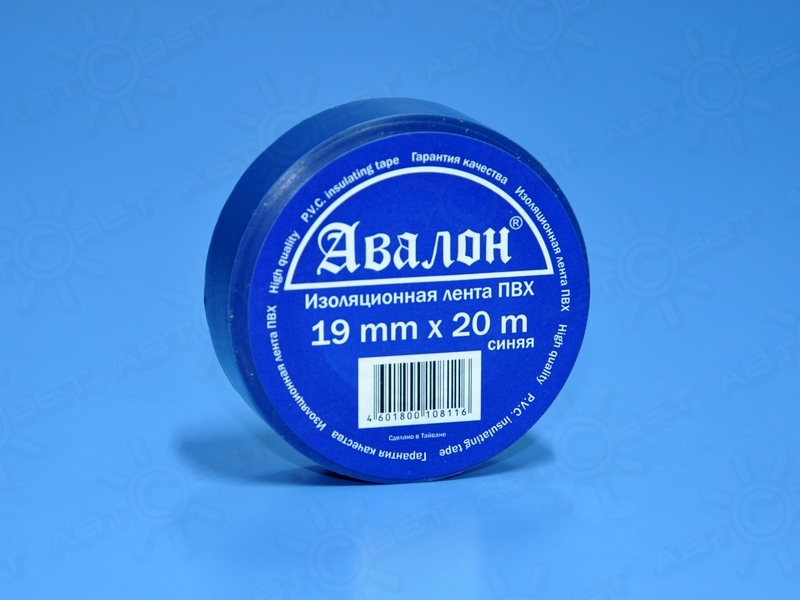 High quality P.V.C. insulating tape Гарантия качества Изоляционная лента ПВХ High quality P.V.C. insulating tape Гарантия качества Изоляционная лента ПВХ
Авалон®
Изоляционная лента ПВХ
19 mm x 20 m
синяя
4 601800 108116
Сделано в Тайване
АВТОСВЕТ